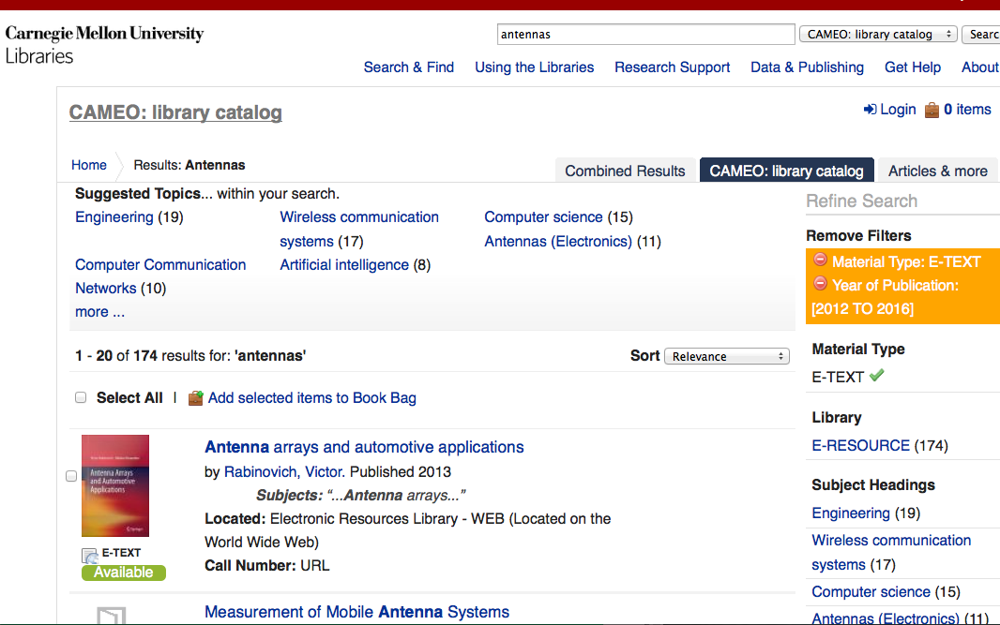 Carnegie Mellon University
Libraries
antennas
CAMEO: library catalog
Searc
Search & Find Using the Libraries Research Support Data & Publishing Get Help About
CAMEO: library catalog
Login 0 items
Home Results: Antennas
Combined Results CAMEO: library catalog Articles & more
Suggested Topics... within your search.
Engineering (19)
Wireless communication
systems (17)
Computer science (15)
Antennas (Electronics) (11)
Computer Communication
Networks (10)
Artificial intelligence (8)
more ...
1 - 20 of 174 results for: 'antennas'
Sort Relevance
Select All | Add selected items to Book Bag
Antenna Arrays
and Automotive
Applications
Springer
E-TEXT
Available
Antenna arrays and automotive applications
by Rabinovich, Victor. Published 2013
Subjects: “...Antenna arrays...”
Located: Electronic Resources Library - WEB (Located on the
World Wide Web)
Call Number: URL
Measurement of Mobile Antenna Systems
Refine Search
Remove Filters
Material Type: E-TEXT
Year of Publication:
[2012 TO 2016]
Material Type
E-TEXT
Library
E-RESOURCE (174)
Subject Headings
Engineering (19)
Wireless communication
systems (17)
Computer science (15)
Antennas (Electronics) (11)